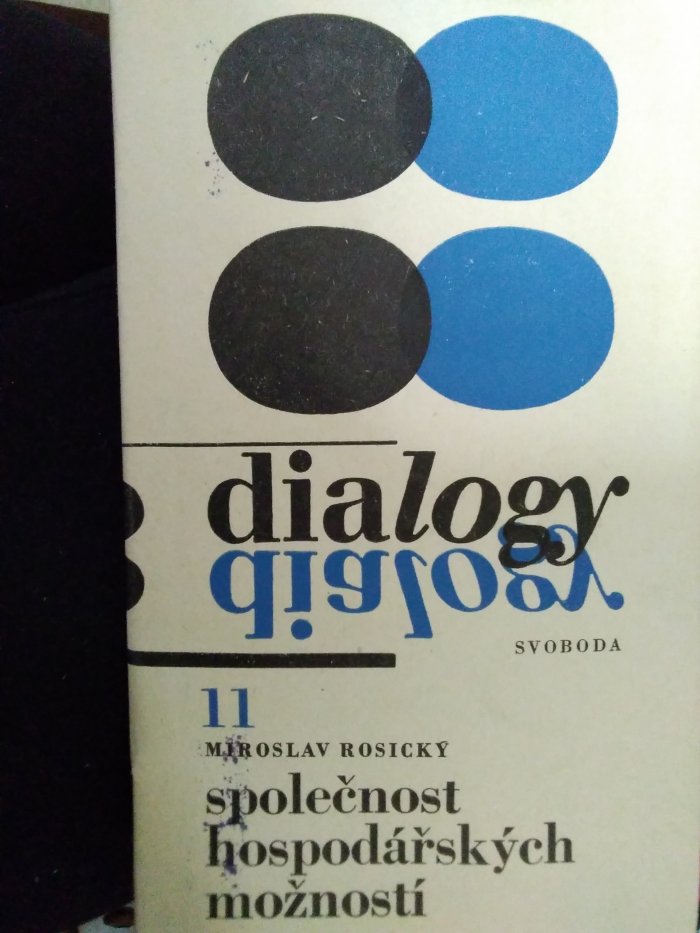 dialogy
dialogy
SVOBODA
11
MIROSLAV ROSICKÝ
společnost
hospodářských
možností